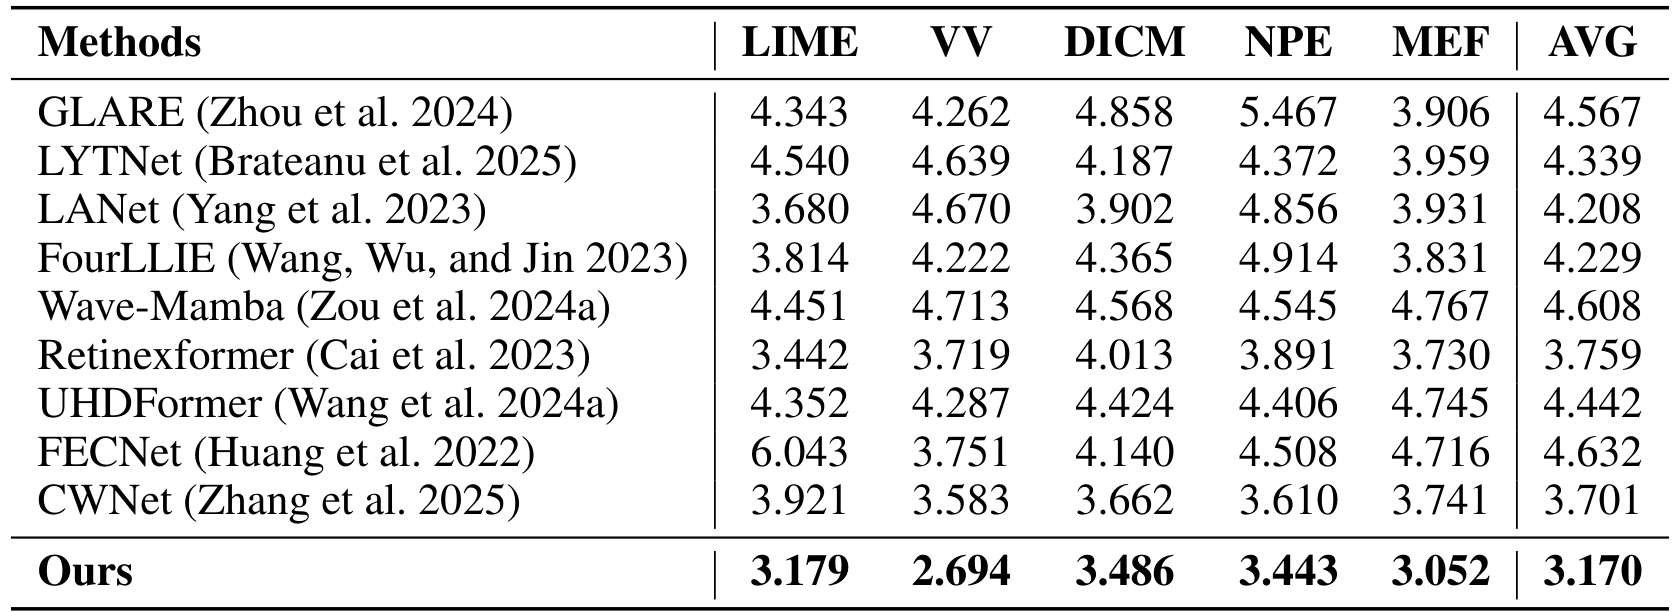 Methods LIME VV DICM NPE MEF AVG
GLARE (Zhou et al. 2024) 4.343 4.262 4.858 5.467 3.906 4.567
LYTNet (Brateanu et al. 2025) 4.540 4.639 4.187 4.372 3.959 4.339
LANet (Yang et al. 2023) 3.680 4.670 3.902 4.856 3.931 4.208
FourLLIE (Wang, Wu, and Jin 2023) 3.814 4.222 4.365 4.914 3.831 4.229
Wave-Mamba (Zou et al. 2024a) 4.451 4.713 4.568 4.545 4.767 4.608
Retinexformer (Cai et al. 2023) 3.442 3.719 4.013 3.891 3.730 3.759
UHDFormer (Wang et al. 2024a) 4.352 4.287 4.424 4.406 4.745 4.442
FECNet (Huang et al. 2022) 6.043 3.751 4.140 4.508 4.716 4.632
CWNet (Zhang et al. 2025) 3.921 3.583 3.662 3.610 3.741 3.701
Ours 3.179 2.694 3.486 3.443 3.052 3.170